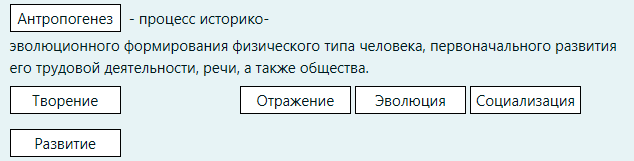 Антропогенез - процесс историко-
эволюционного формирования физического типа человека, первоначального развития
его трудовой деятельности, речи, а также общества.
Творение Отражение Эволюция Социализация
Развитие